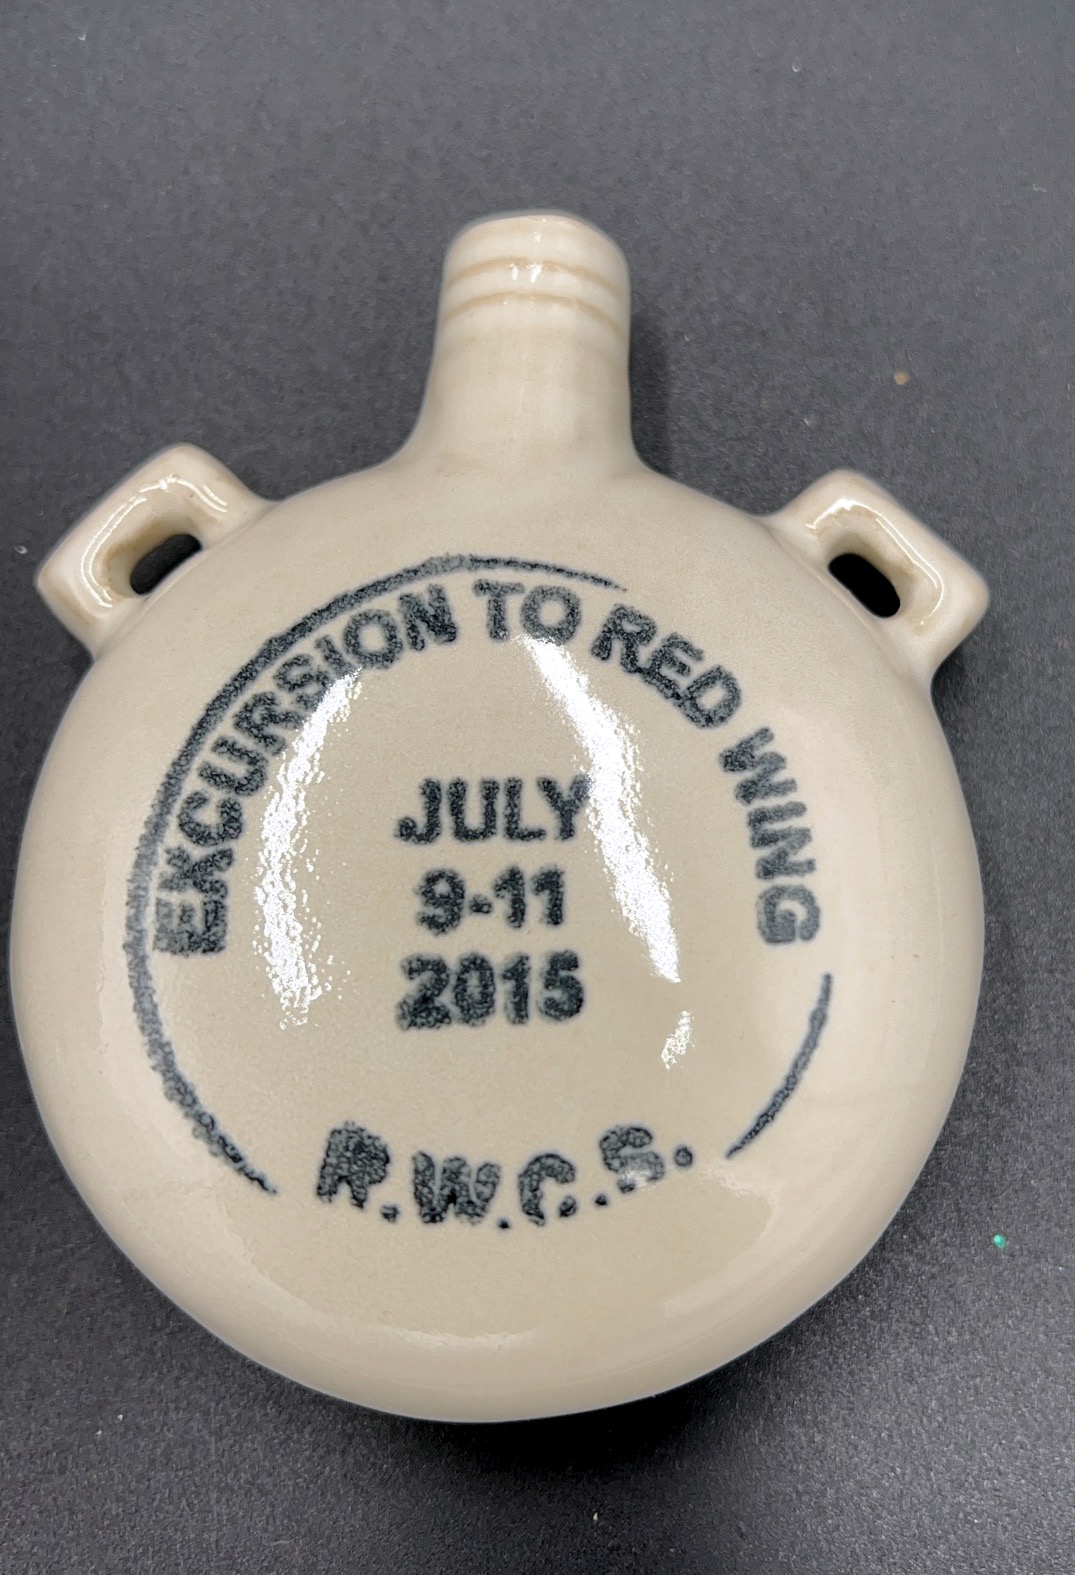 EXCURSION TO RED WING
JULY
9-11
2015
R.W.C.S.